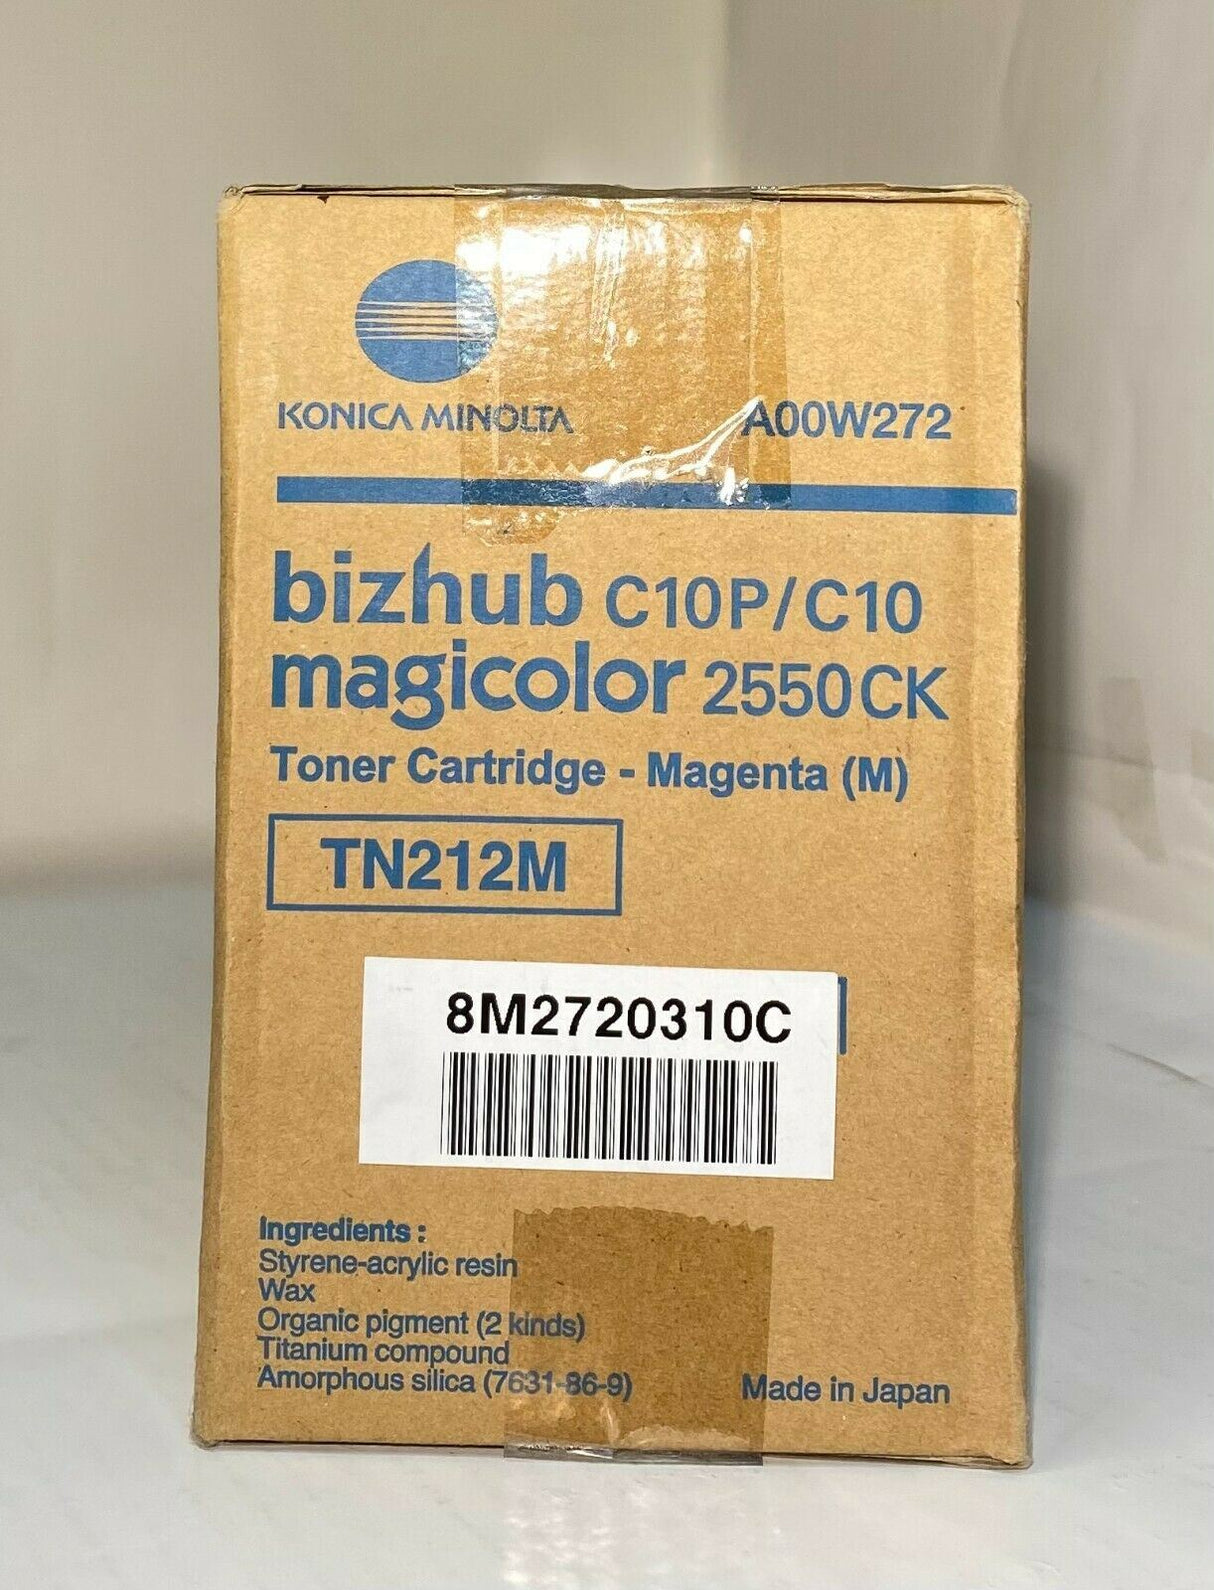 KONICA MINOLTA
A00W272
bizhub C10P/C10
magicolor 2550CK
Toner Cartridge - Magenta (M)
TN212M
8M2720310C
Ingredients :
Styrene-acrylic resin
Wax
Organic pigment (2 kinds)
Titanium compound
Amorphous silica (7631-86-9)
Made in Japan